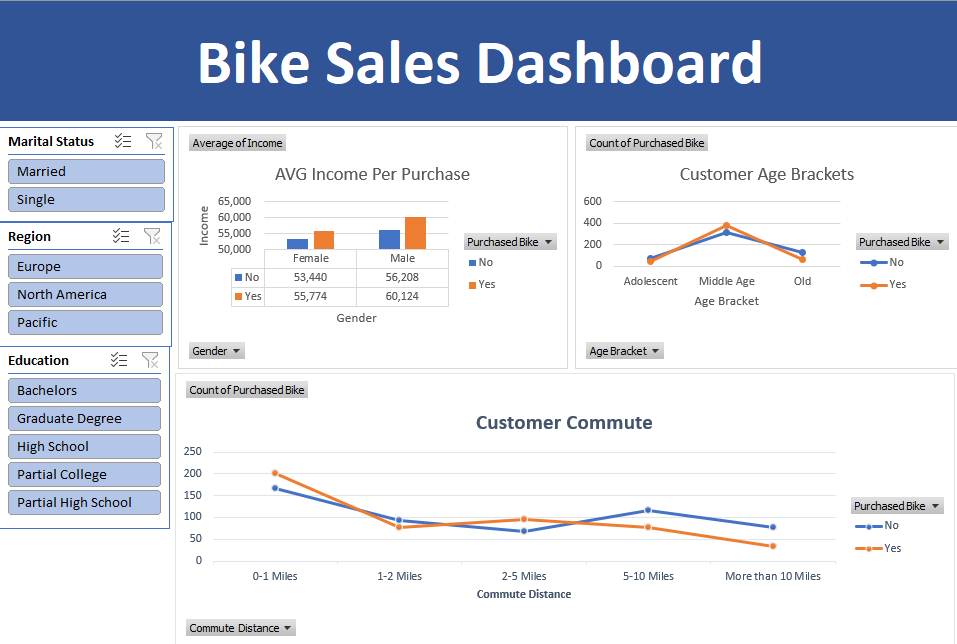 Bike Sales Dashboard
Marital Status
Married
Single
Region
Europe
North America
Pacific
Education
Bachelors
Graduate Degree
High School
Partial College
Partial High School
Average of Income
AVG Income Per Purchase
65,000
60,000
55,000
50,000
Income
Female Male
No 53,440 56,208
Yes 55,774 60,124
Gender
Purchased Bike
No
Yes
Gender
Count of Purchased Bike
Customer Age Brackets
600
400
200
0
Adolescent Middle Age Old
Age Bracket
Purchased Bike
No
Yes
Age Bracket
Count of Purchased Bike
Customer Commute
250
200
150
100
50
0
0-1 Miles 1-2 Miles 2-5 Miles 5-10 Miles More than 10 Miles
Commute Distance
Purchased Bike
No
Yes
Commute Distance